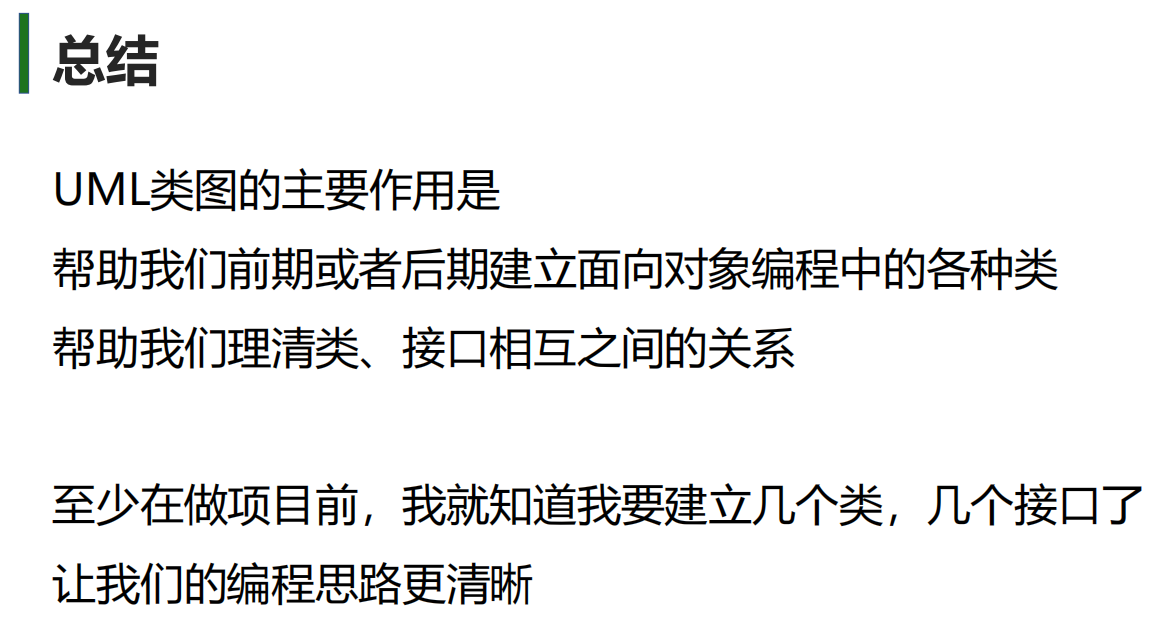 总结
UML类图的主要作用是
帮助我们前期或者后期建立面向对象编程中的各种类
帮助我们理清类、接口相互之间的关系
至少在做项目前，我就知道我要建立几个类，几个接口了
让我们的编程思路更清晰